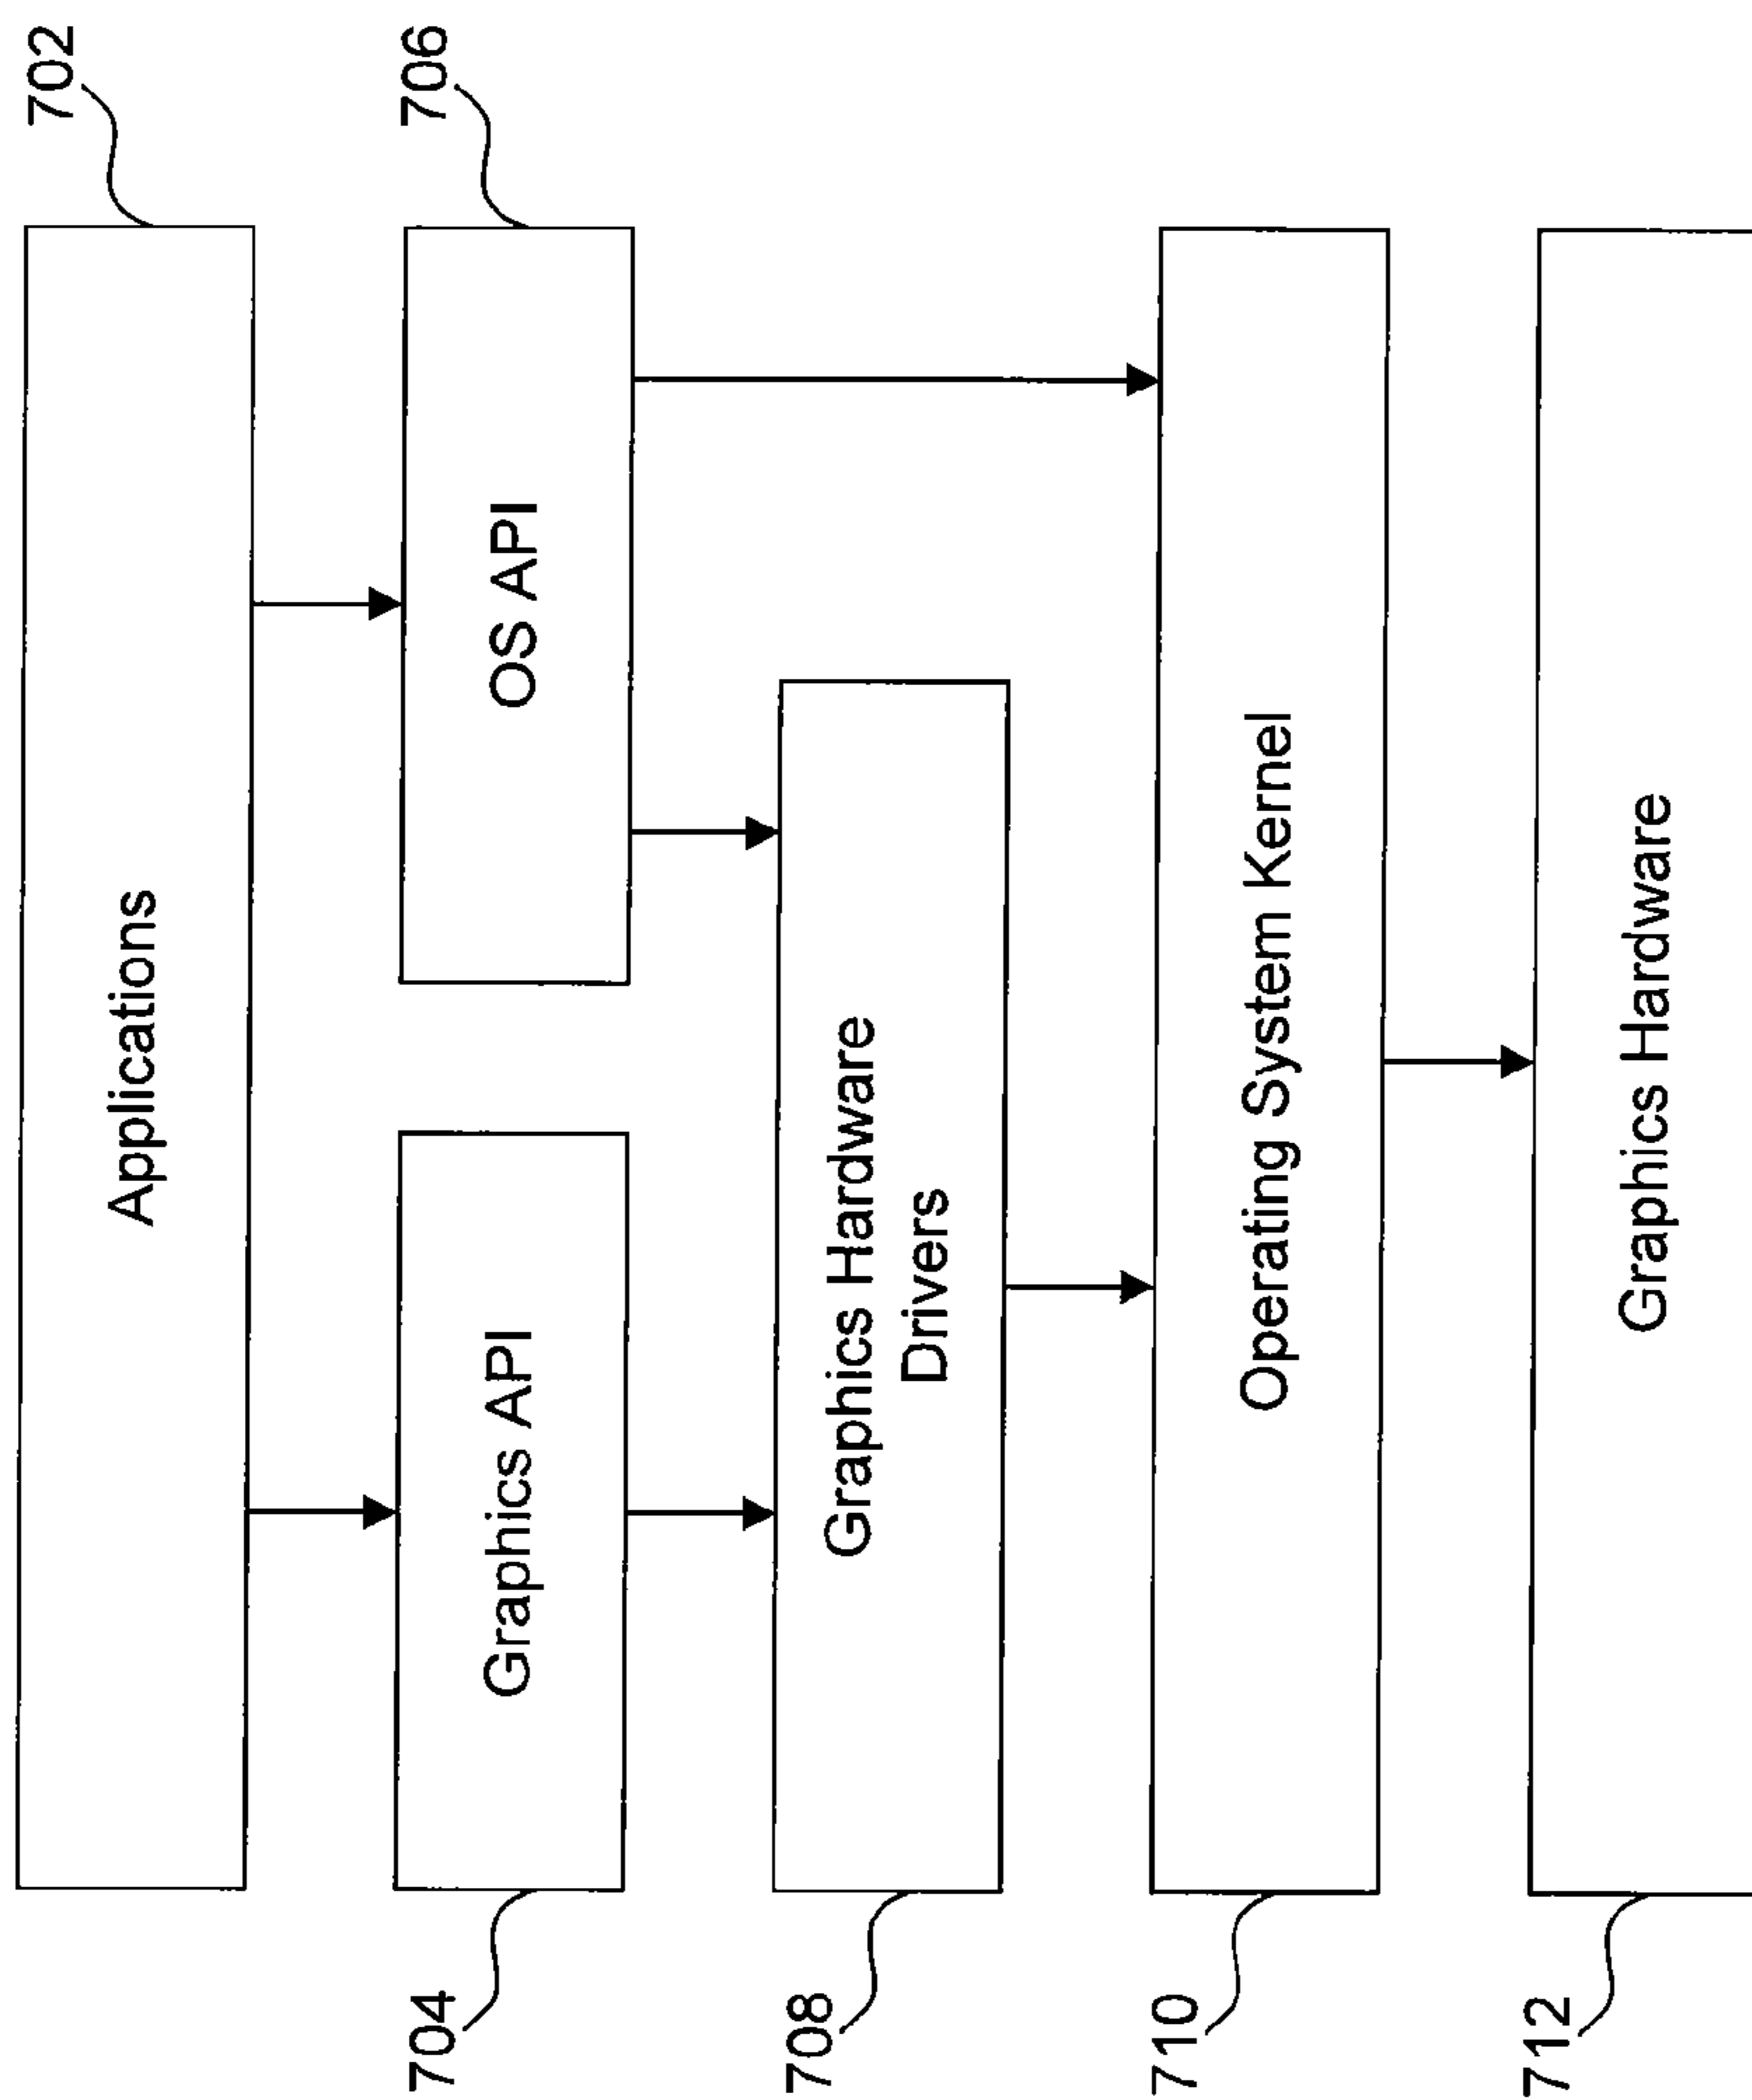 702
Applications
704
Graphics API
OS API
706
708
Graphics Hardware
Drivers
710
Operating System Kernel
712
Graphics Hardware